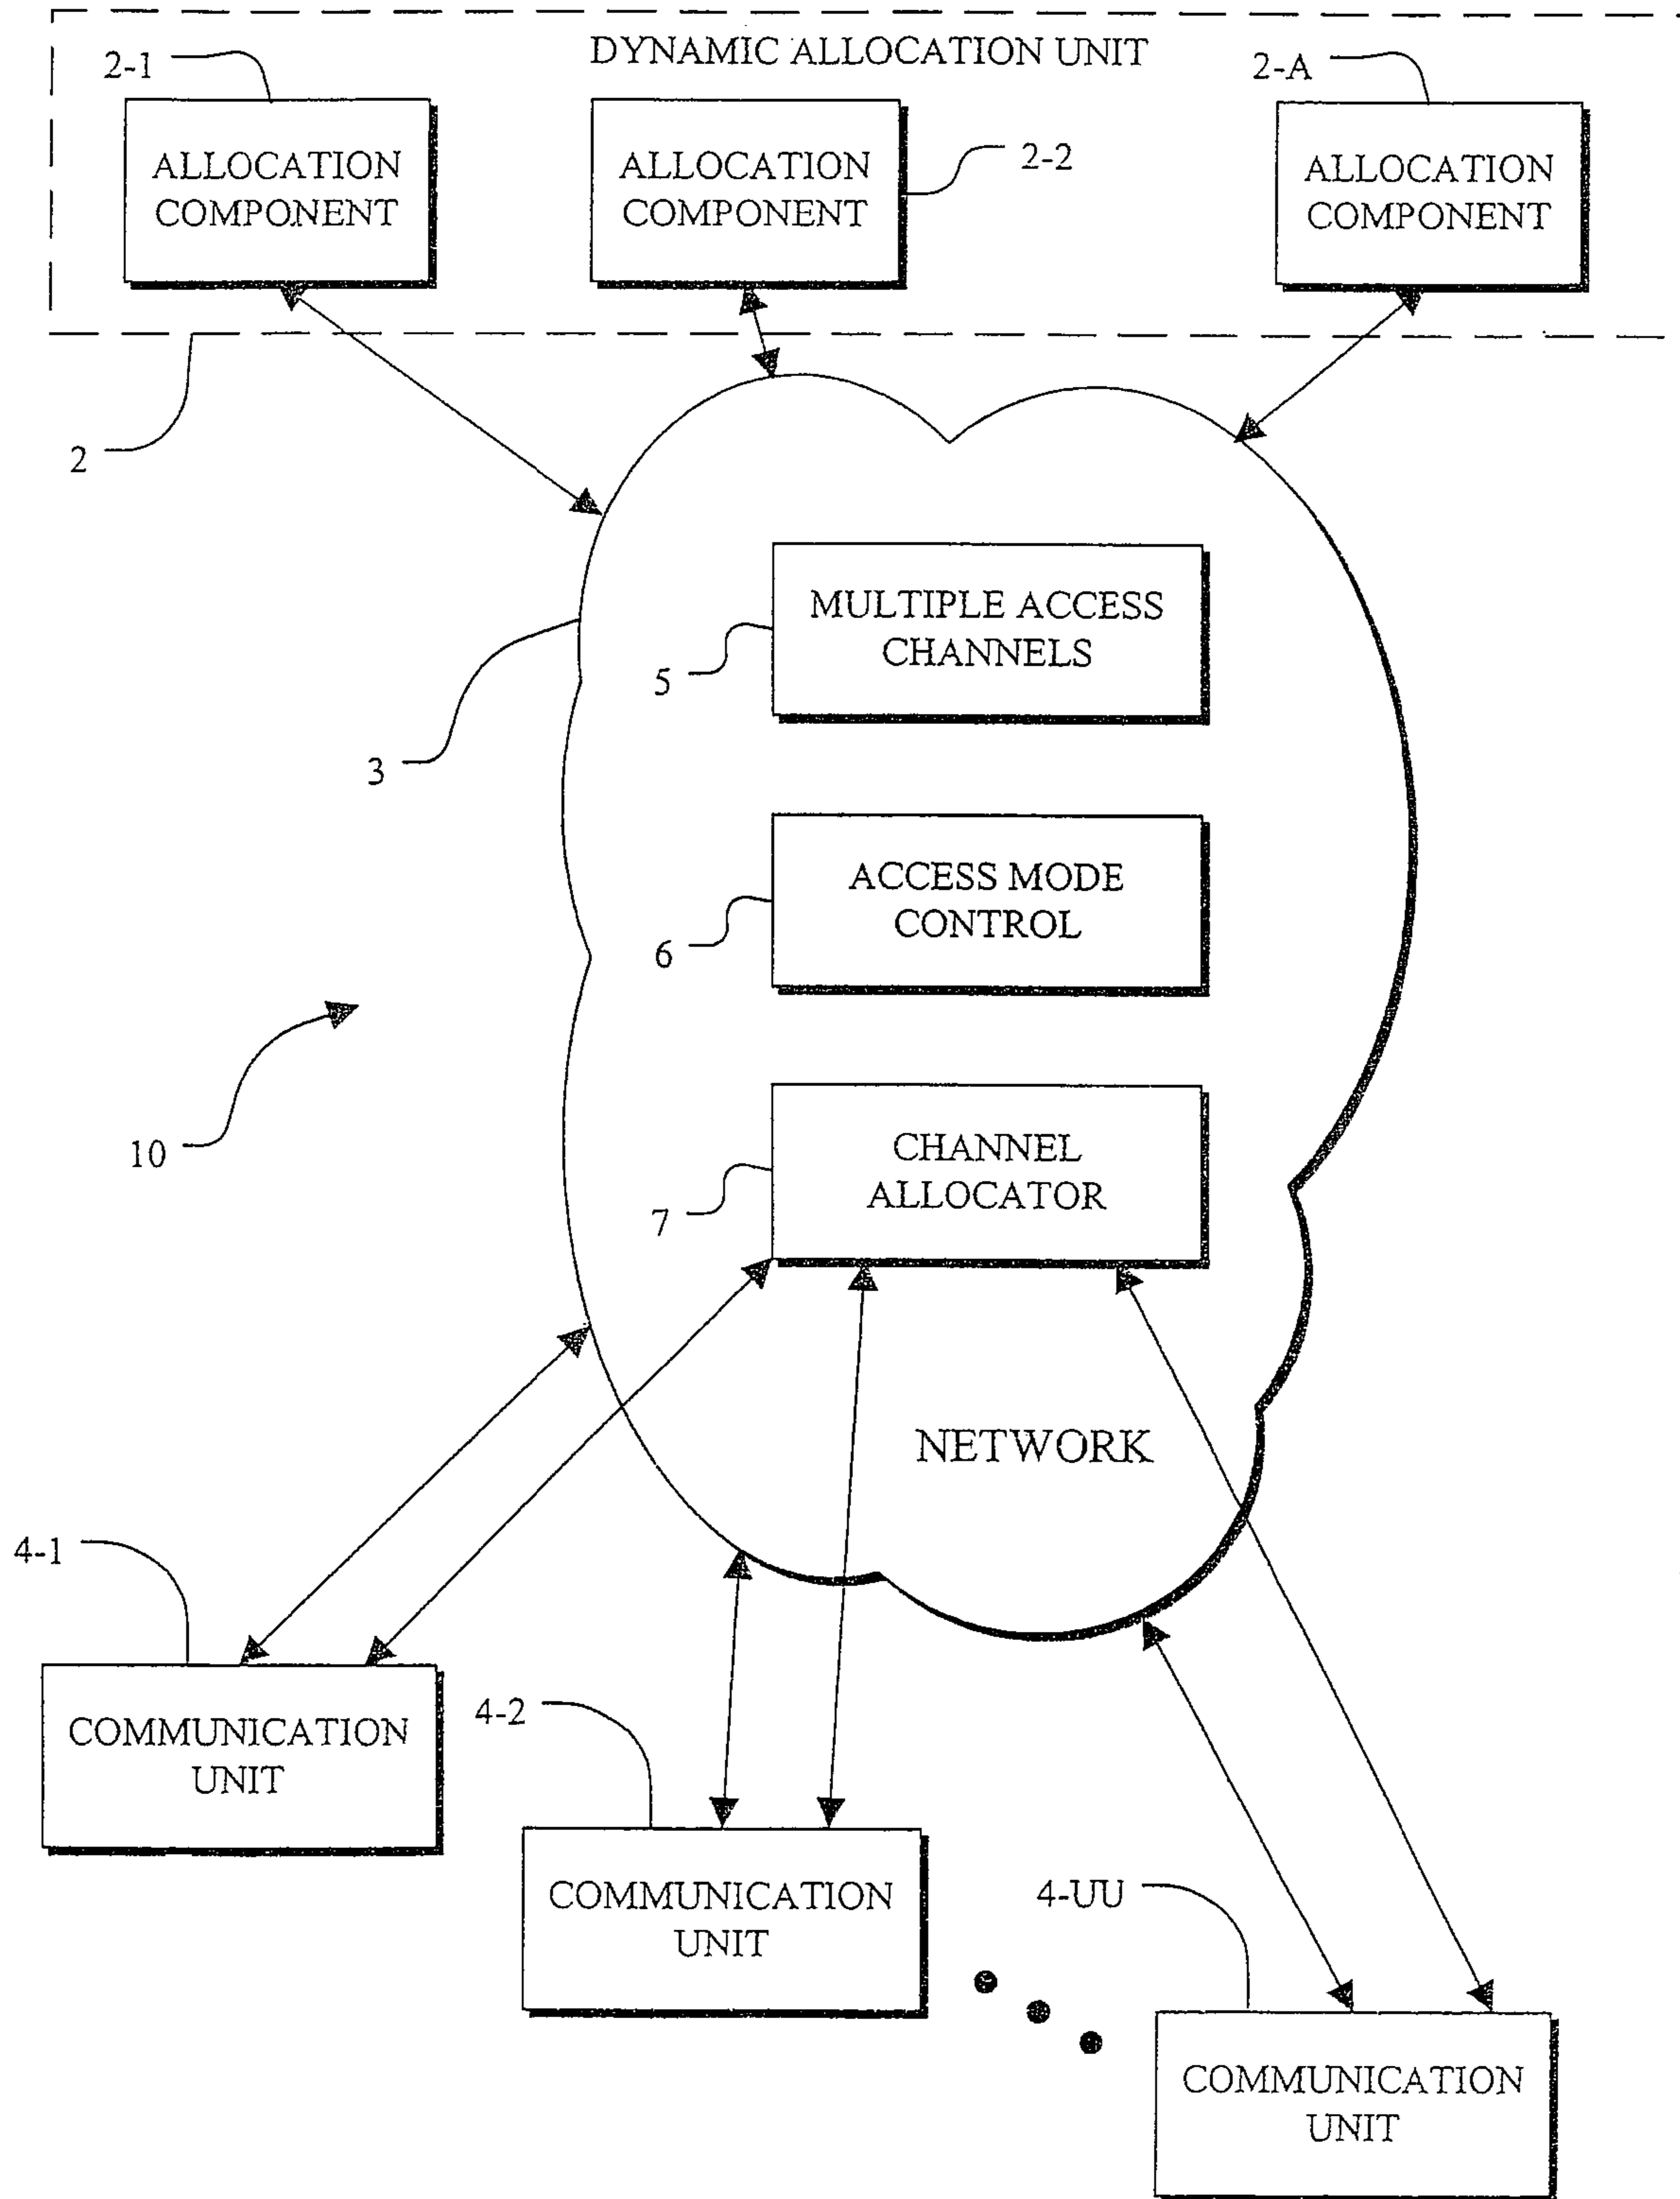 DYNAMIC ALLOCATION UNIT
2-1
2-A
ALLOCATION
COMPONENT
ALLOCATION
COMPONENT
2-2
ALLOCATION
COMPONENT
2
MULTIPLE ACCESS
CHANNELS
5
3
ACCESS MODE
CONTROL
6
10
CHANNEL
ALLOCATOR
7
NETWORK
4-1
COMMUNICATION
UNIT
4-2
COMMUNICATION
UNIT
4-UU
COMMUNICATION
UNIT